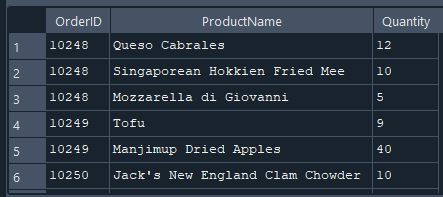 OrderID ProductName Quantity
1 10248 Queso Cabrales 12
2 10248 Singaporean Hokkien Fried Mee 10
3 10248 Mozzarella di Giovanni 5
4 10249 Tofu 9
5 10249 Manjimup Dried Apples 40
6 10250 Jack's New England Clam Chowder 10